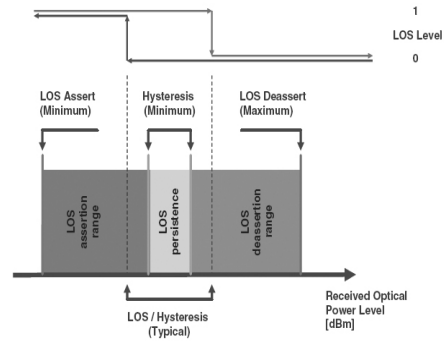 1
LOS Level
0
LOS Assert
(Minimum)
Hysteresis
(Minimum)
LOS Deassert
(Maximum)
LOS
assertion
range
LOS
persistence
LOS
deassertion
range
Received Optical
Power Level
[dBm]
LOS / Hysteresis
(Typical)